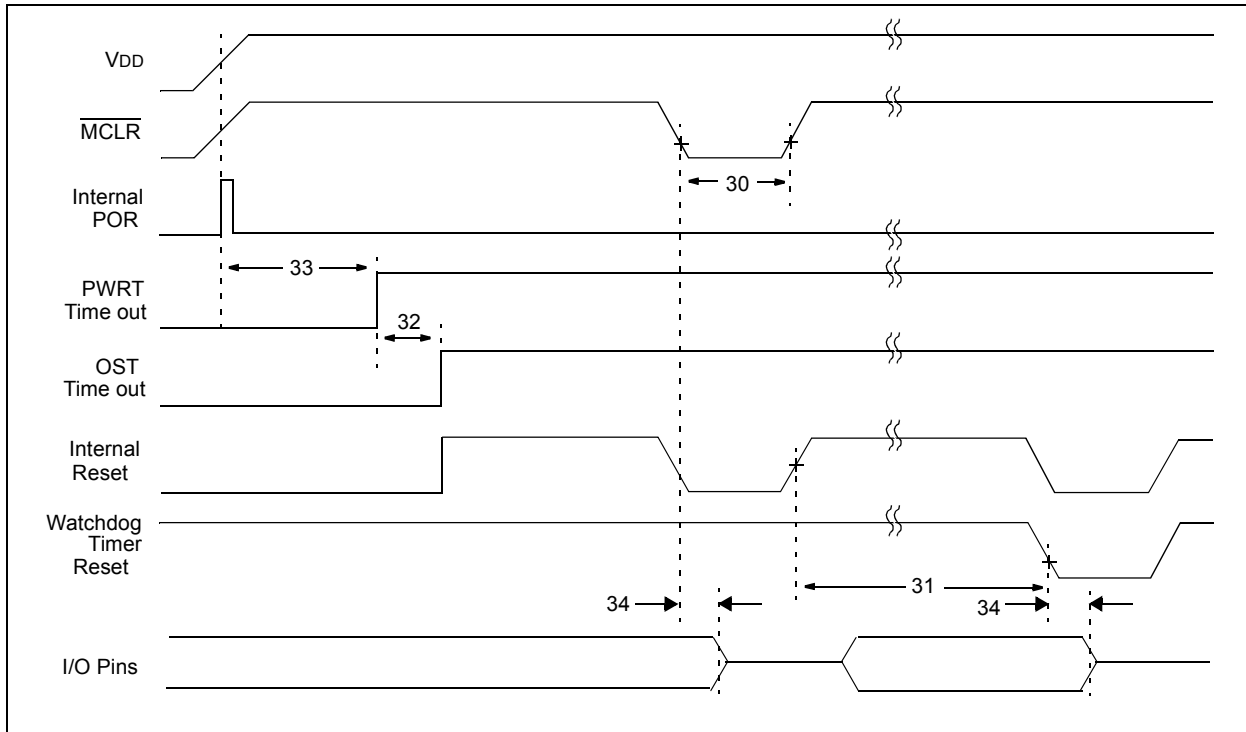 VDD
MCLR
30
Internal
POR
33
PWRT
Time out
32
OST
Time out
Internal
Reset
Watchdog
Timer
Reset
31
34
34
I/O Pins